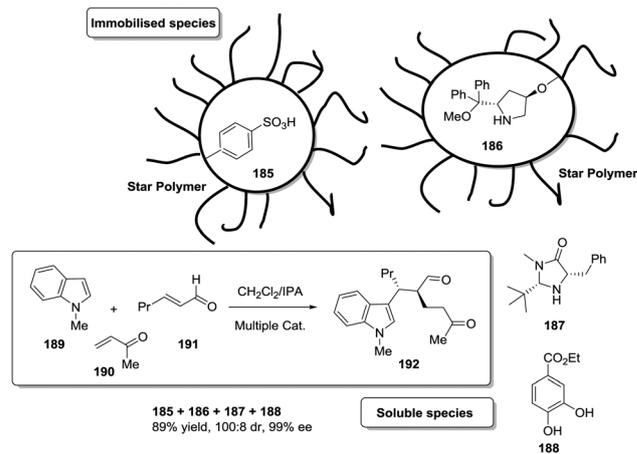 Immobilised species
SO₃H
185
Star Polymer
Ph
Ph
O
MeO
HN
186
Star Polymer
N
Me
189
+
O
Me
190
H
Pr
O
191
CH₂Cl₂/IPA
Multiple Cat.
Pr
O
O
Me
N
Me
192
Me
N
O
Ph
N
H
187
CO₂Et
OH
OH
188
185 + 186 + 187 + 188
89% yield, 100:8 dr, 99% ee
Soluble species